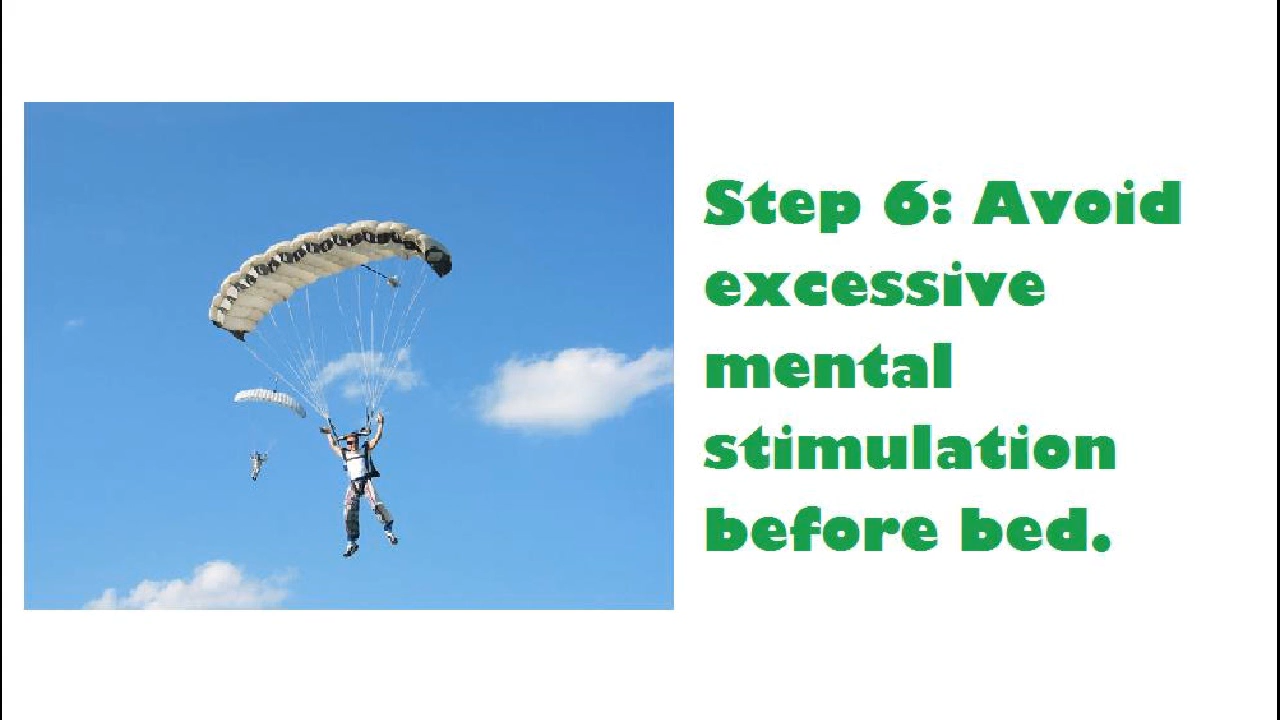 Step 6: Avoid
excessive
mental
stimulation
before bed.